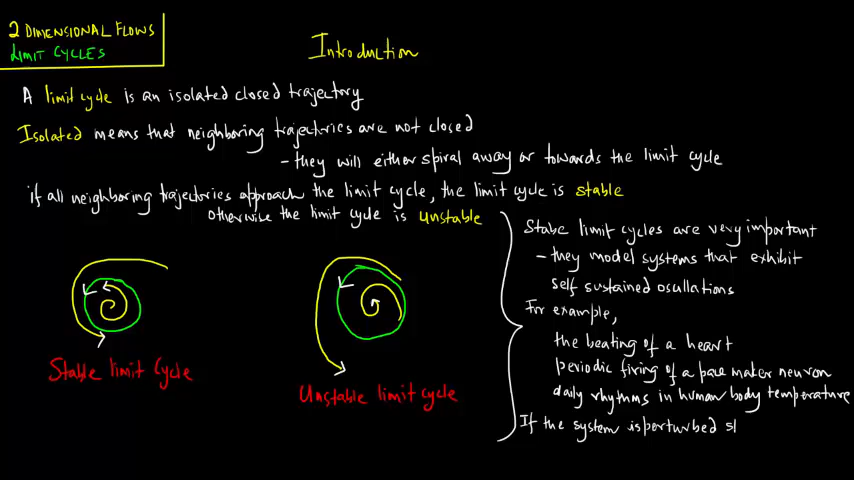 2 DIMENSIONAL FLOWS
LIMIT CYCLES
Introduction
A limit cycle is an isolated closed trajectory
Isolated means that neighboring trajectories are not closed
- they will either spiral away or towards the limit cycle
if all neighboring trajectories approach the limit cycle, the limit cycle is stable
otherwise the limit cycle is unstable
Stable limit cycle
Unstable limit cycle
Stabe limit cycles are very important
- they model systems that exhibit
self sustained oscillations
For example,
the beating of a heart
periodic firing of a pace maker neuron
daily rhythms in human body temperature
If the system is perturbed sl